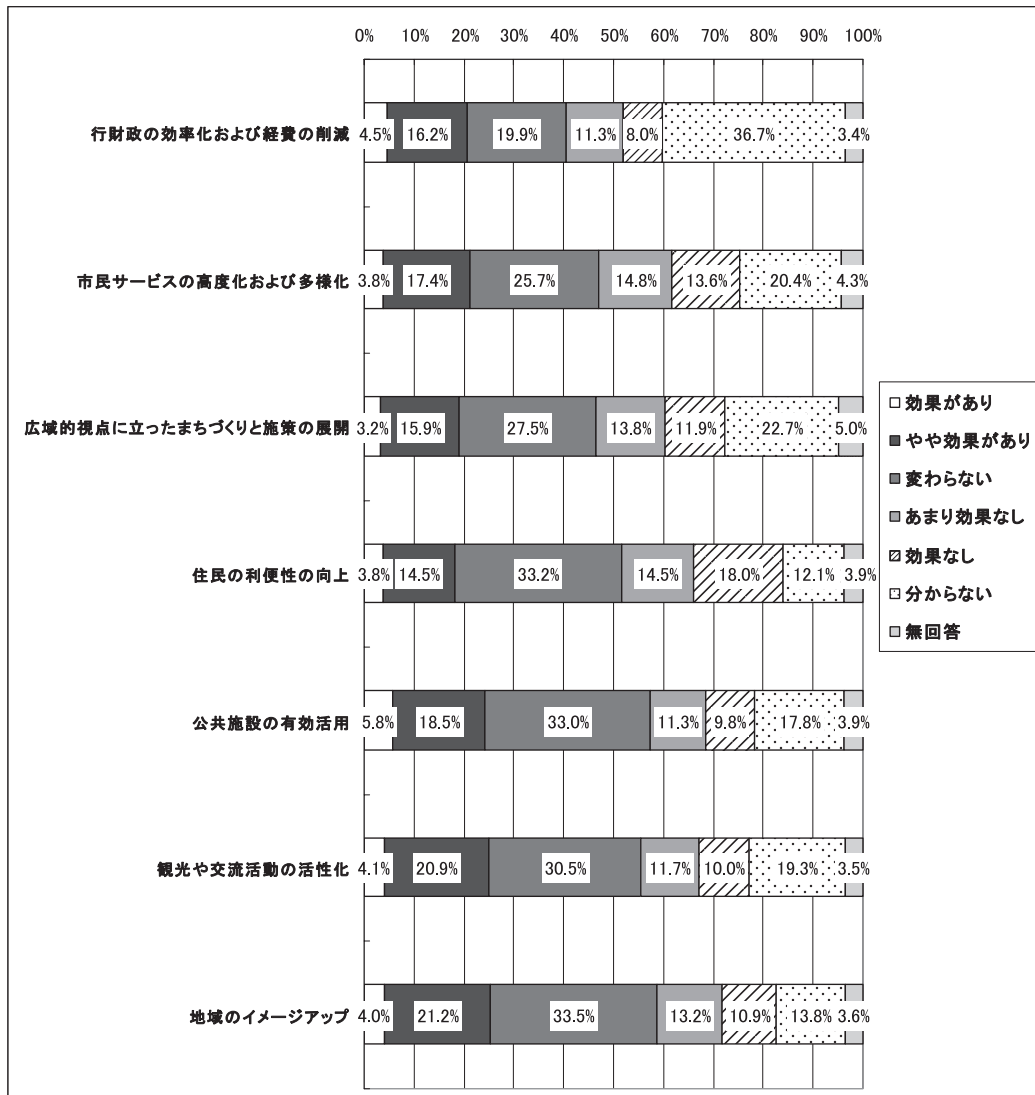 0% 10% 20% 30% 40% 50% 60% 70% 80% 90% 100%
行財政の効率化および経費の削減 4.5% 16.2% 19.9% 11.3% 8.0% 36.7% 3.4%
市民サービスの高度化および多様化 3.8% 17.4% 25.7% 14.8% 13.6% 20.4% 4.3%
広域的視点に立ったまちづくりと施策の展開 3.2% 15.9% 27.5% 13.8% 11.9% 22.7% 5.0%
住民の利便性の向上 3.8% 14.5% 33.2% 14.5% 18.0% 12.1% 3.9%
公共施設の有効活用 5.8% 18.5% 33.0% 11.3% 9.8% 17.8% 3.9%
観光や交流活動の活性化 4.1% 20.9% 30.5% 11.7% 10.0% 19.3% 3.5%
地域のイメージアップ 4.0% 21.2% 33.5% 13.2% 10.9% 13.8% 3.6%
効果があり
やや効果があり
変わらない
あまり効果なし
効果なし
分からない
無回答